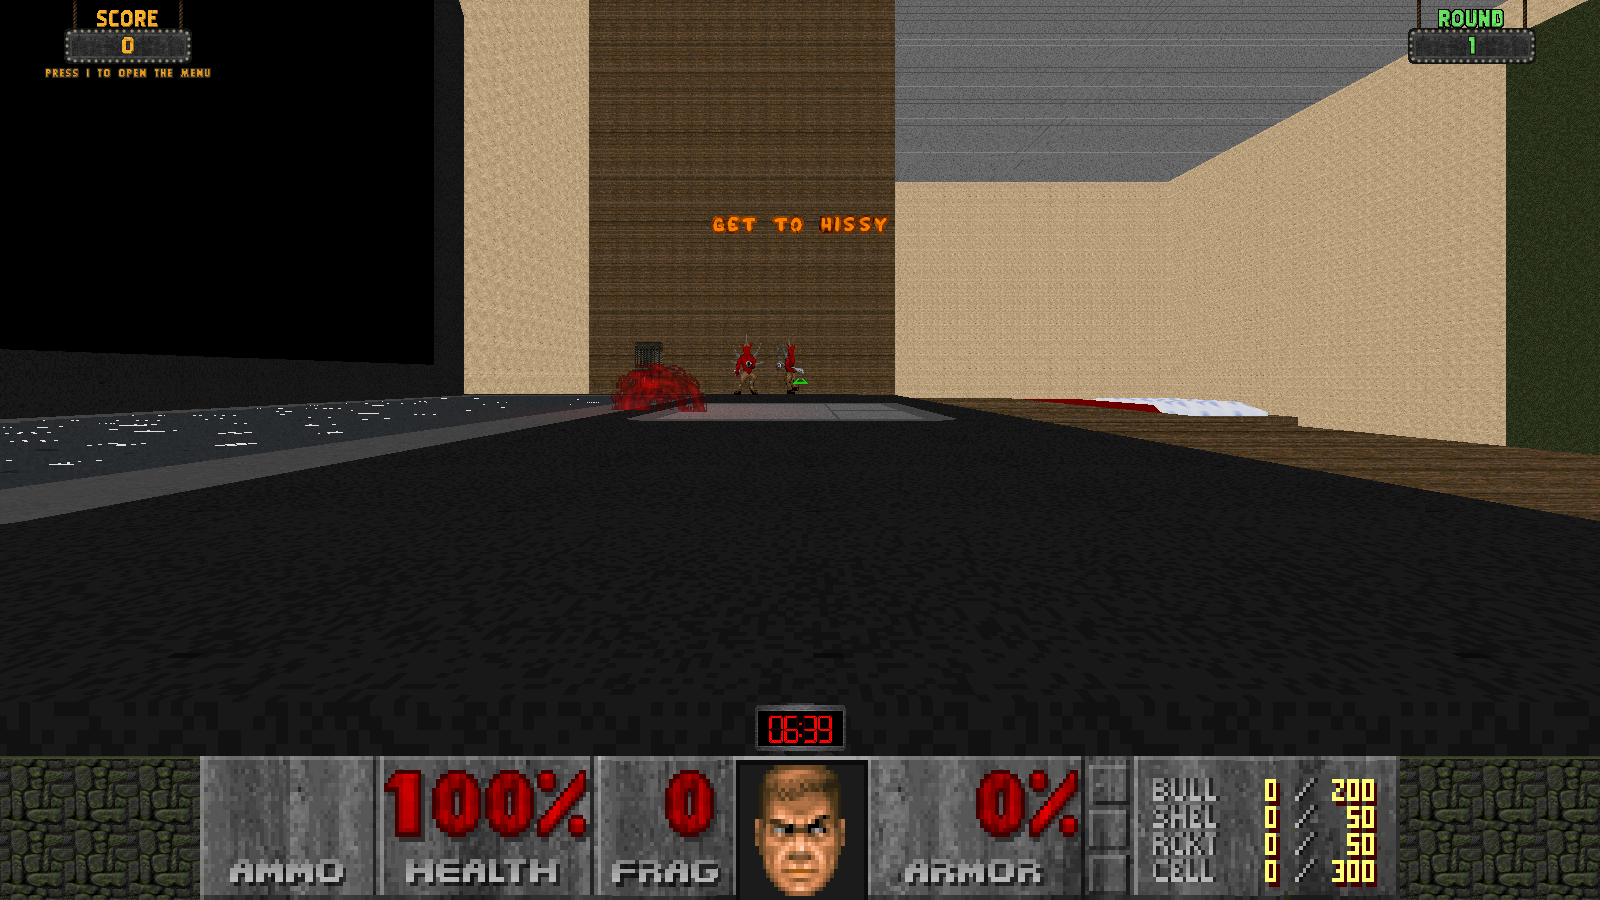 SCORE
0
PRESS I TO OPEN THE MENU
ROUND
1
GET TO HISSY
06:39
100%
0
0%
AMMO
HEALTH
FRAG
ARMOR
BULL 0 / 200
SHEL 0 / 50
RCKT 0 / 50
CELL 0 / 300